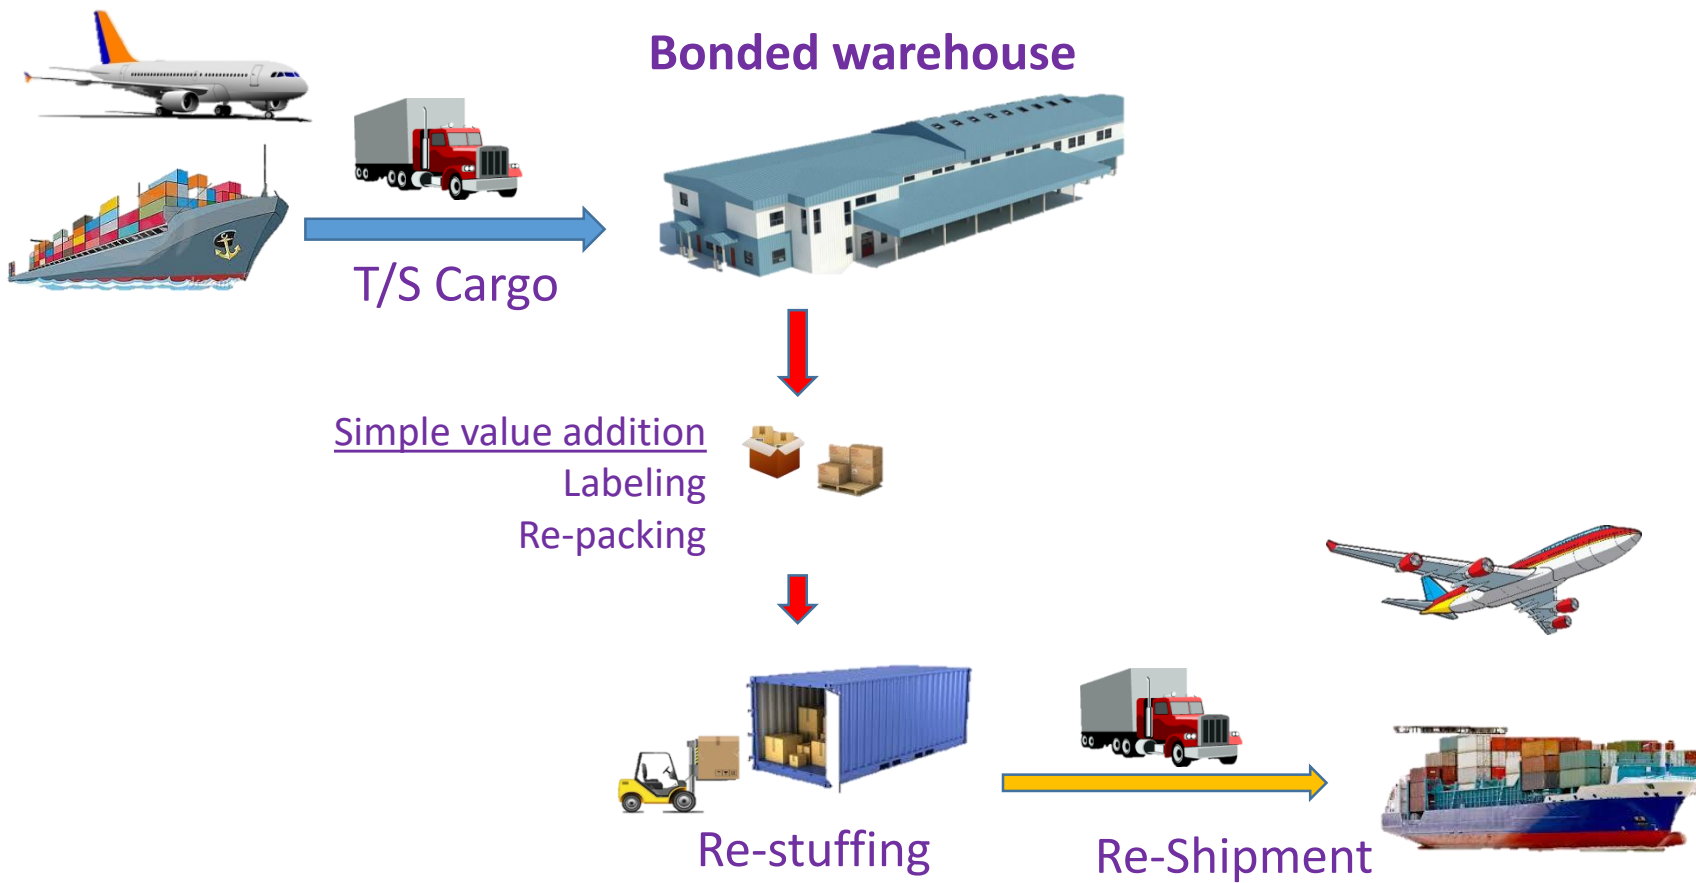 Bonded warehouse
T/S Cargo
Simple value addition
Labeling
Re-packing
Re-stuffing
Re-Shipment